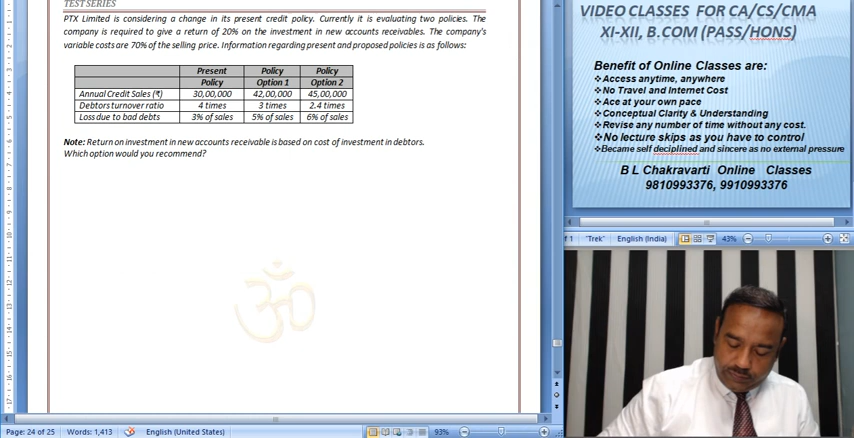 TEST SERIES
PTX Limited is considering a change in its present credit policy. Currently it is evaluating two policies. The
company is required to give a return of 20% on the investment in new accounts receivables. The company's
variable costs are 70% of the selling price. Information regarding present and proposed policies is as follows:
Present Policy Policy
Policy Option 1 Option 2
Annual Credit Sales (₹) 30,00,000 42,00,000 45,00,000
Debtors turnover ratio 4 times 3 times 2.4 times
Loss due to bad debts 3% of sales 5% of sales 6% of sales
Note: Return on investment in new accounts receivable is based on cost of investment in debtors.
Which option would you recommend?
ॐ
Page: 24 of 25 Words: 1,413 English (United States) 93%
VIDEO CLASSES FOR CA/CS/CMA
XI-XII, B.COM (PASS/HONS)
Benefit of Online Classes are:
❖Access anytime, anywhere
❖No Travel and Internet Cost
❖Ace at your own pace
❖Conceptual Clarity & Understanding
❖Revise any number of time without any cost.
❖No lecture skips as you have to control
❖Became self deciplined and sincere as no external pressure
B L Chakravarti Online Classes
9810993376, 9910993376
f 1 "Trek" English (India) 43%